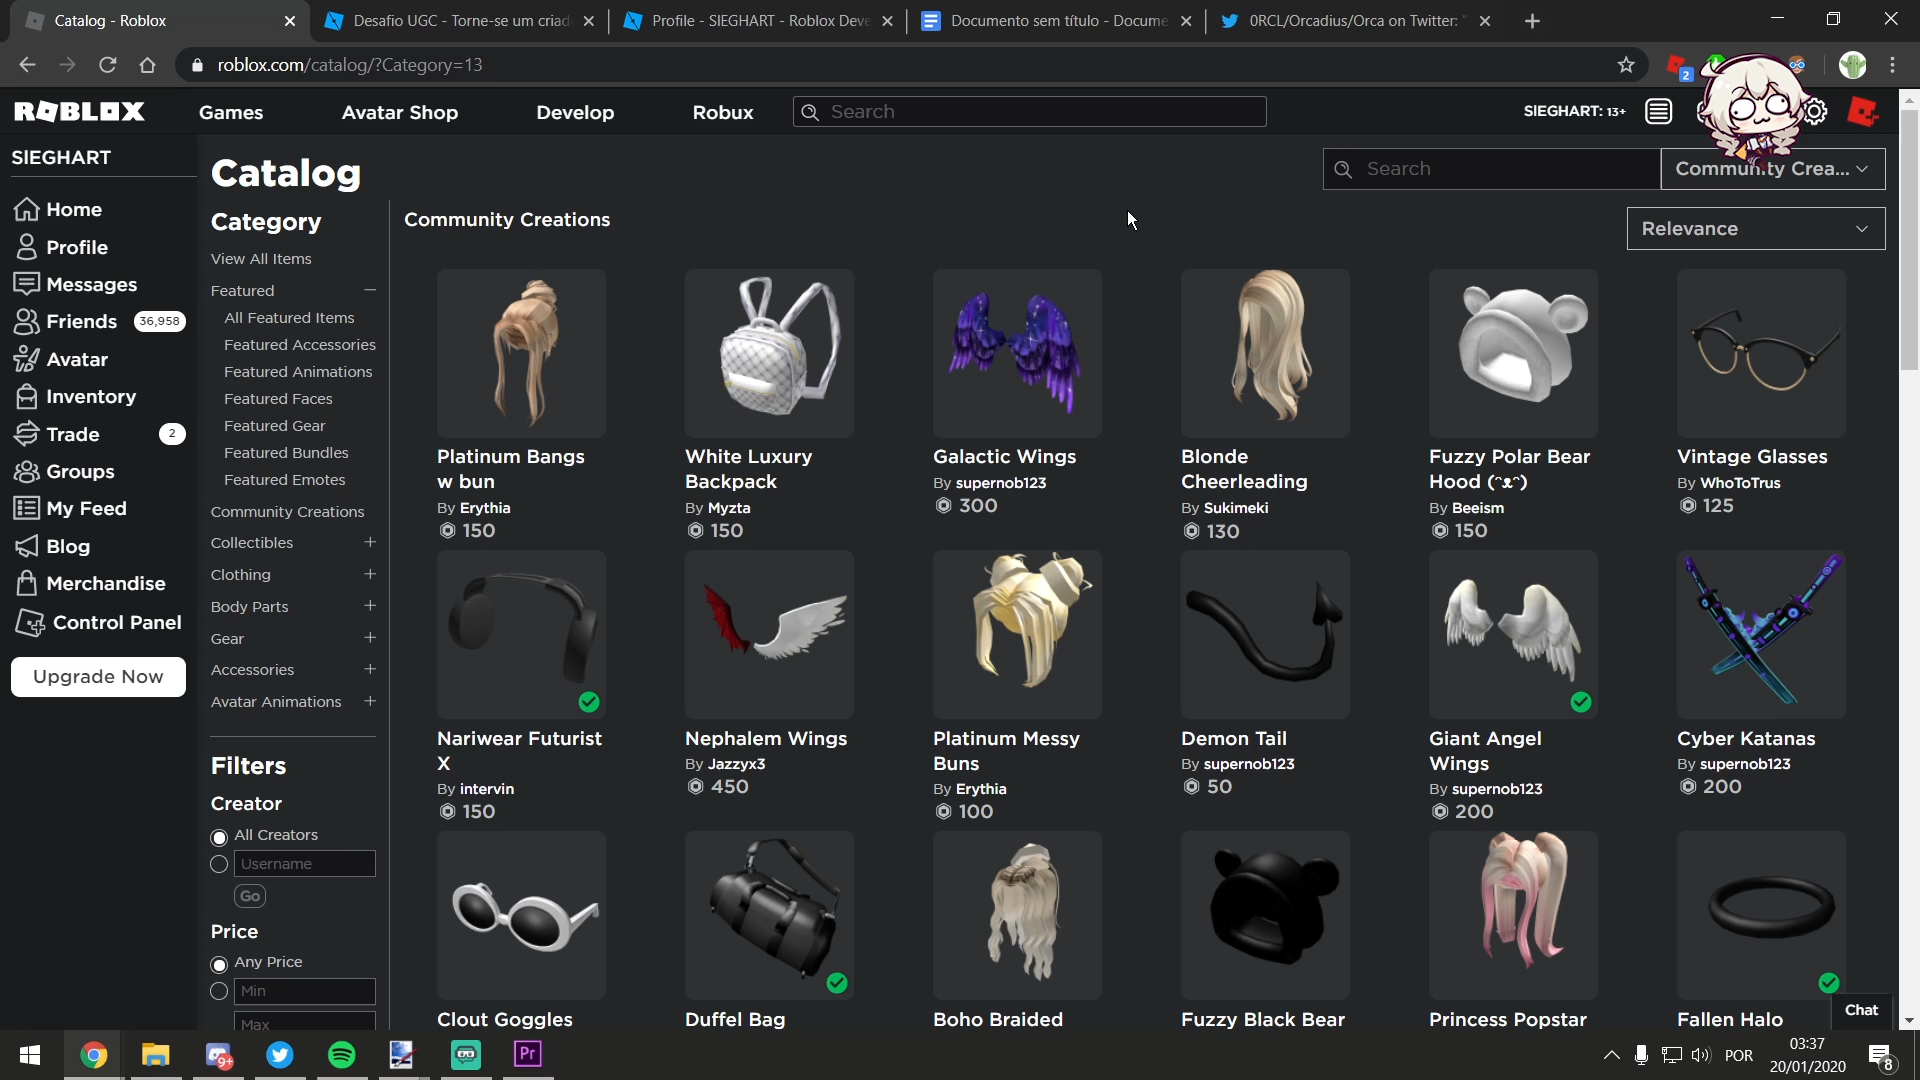 Catalog - Roblox
Desafio UGC - Torne-se um criad
Profile - SIEGHART - Roblox Deve
Documento sem título - Docume
ORCL/Orcadius/Orca on Twitter: "
roblox.com/catalog/?Category=13
2
ROBLOX
Games
Avatar Shop
Develop
Robux
Search
SIEGHART: 13+
SIEGHART
Home
Profile
Messages
Friends 36,958
Avatar
Inventory
Trade 2
Groups
My Feed
Blog
Merchandise
Control Panel
Upgrade Now
Catalog
Search
Community Crea...
Category
View All Items
Featured
All Featured Items
Featured Accessories
Featured Animations
Featured Faces
Featured Gear
Featured Bundles
Featured Emotes
Community Creations
Collectibles
Clothing
Body Parts
Gear
Accessories
Avatar Animations
Filters
Creator
All Creators
Username
Go
Price
Any Price
Min
Max
Community Creations
Relevance
Platinum Bangs
w bun
By Erythia
150
White Luxury
Backpack
By Myzta
150
Galactic Wings
By supernob123
300
Blonde
Cheerleading
By Sukimeki
130
Fuzzy Polar Bear
Hood (ᵔᴥᵔ)
By Beeism
150
Vintage Glasses
By WhoToTrus
125
Nariwear Futurist
X
By intervin
150
Nephalem Wings
By Jazzyx3
450
Platinum Messy
Buns
By Erythia
100
Demon Tail
By supernob123
50
Giant Angel
Wings
By supernob123
200
Cyber Katanas
By supernob123
200
Clout Goggles
Duffel Bag
Boho Braided
Fuzzy Black Bear
Princess Popstar
Fallen Halo
Chat
9+
Pr
POR
03:37
20/01/2020
8